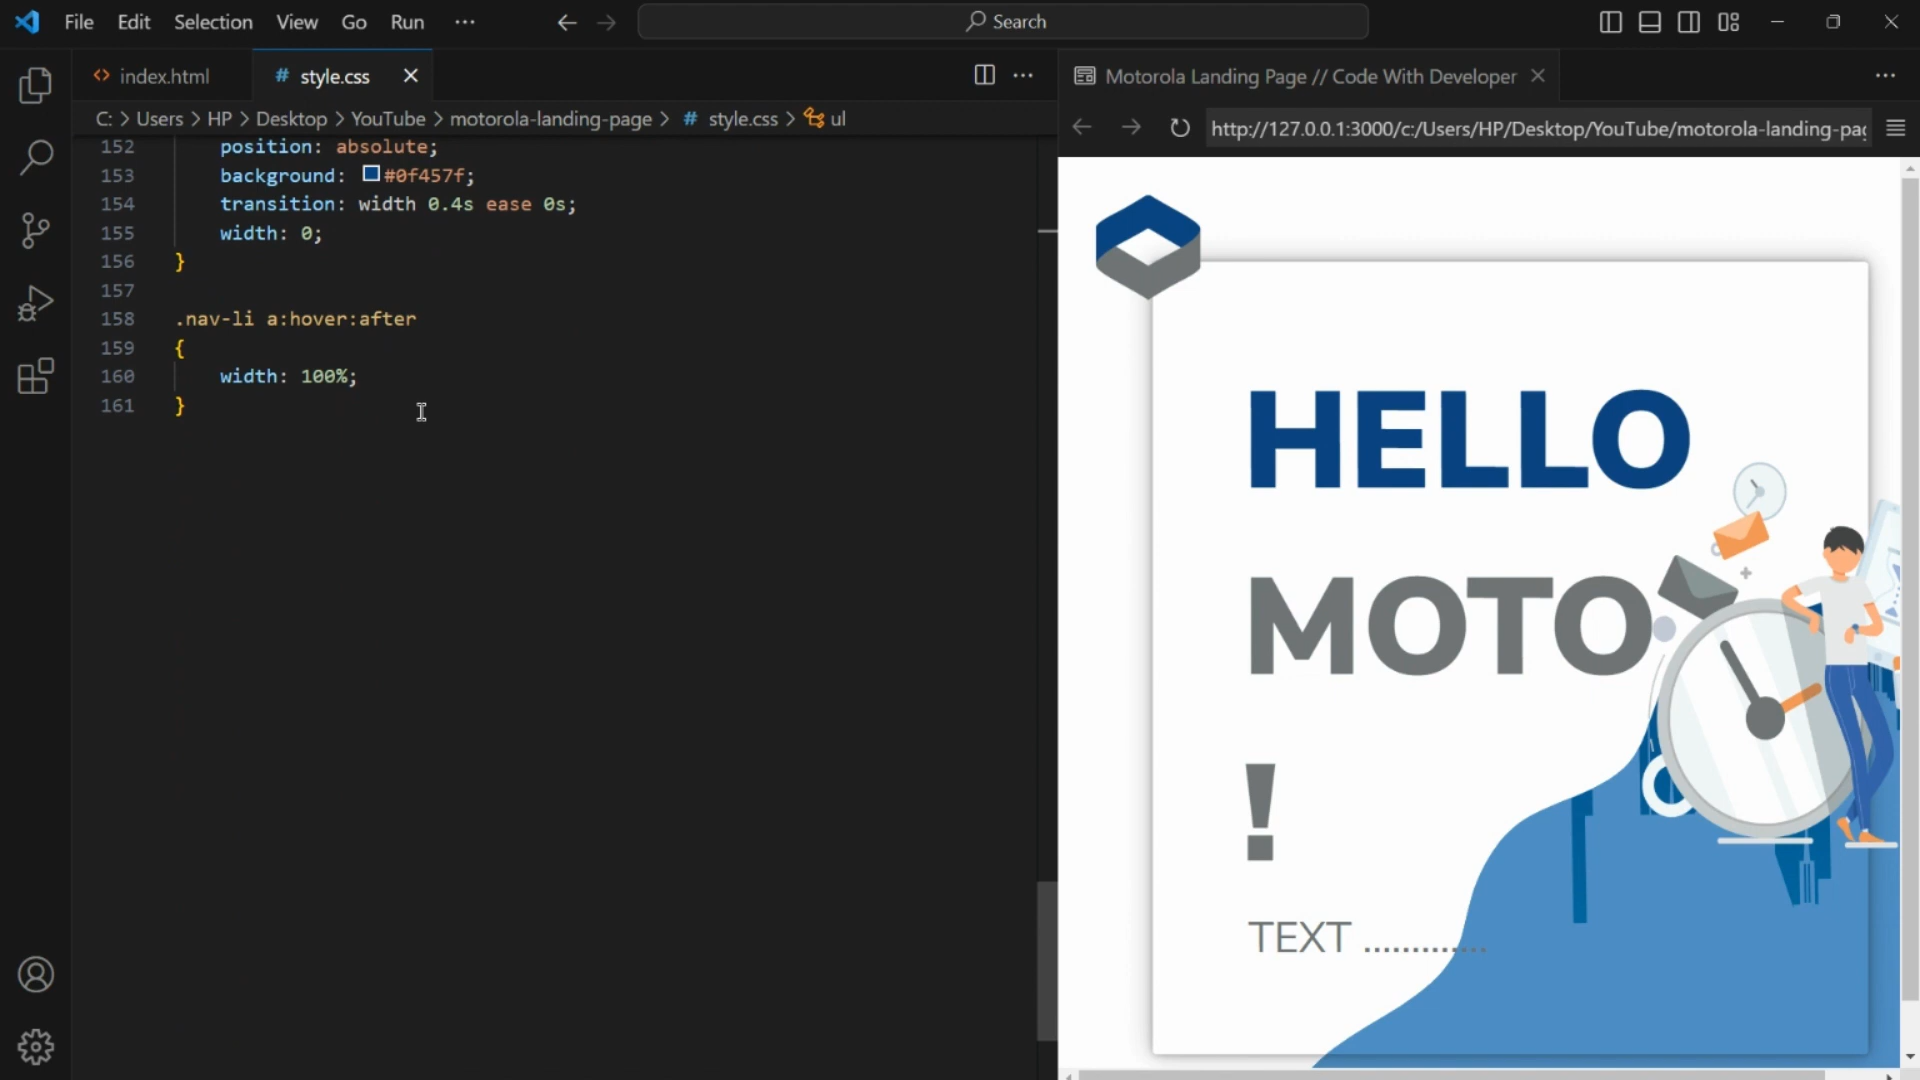 File Edit Selection View Go Run ...
Search
index.html
# style.css
Motorola Landing Page // Code With Developer
C: > Users > HP > Desktop > YouTube > motorola-landing-page > # style.css > ul
http://127.0.0.1:3000/c:/Users/HP/Desktop/YouTube/motorola-landing-pag
152 position: absolute;
153 background: #0f457f;
154 transition: width 0.4s ease 0s;
155 width: 0;
156 }
157
158 .nav-li a:hover:after
159 {
160 width: 100%;
161 }
HELLO
MOTO
!
TEXT .............